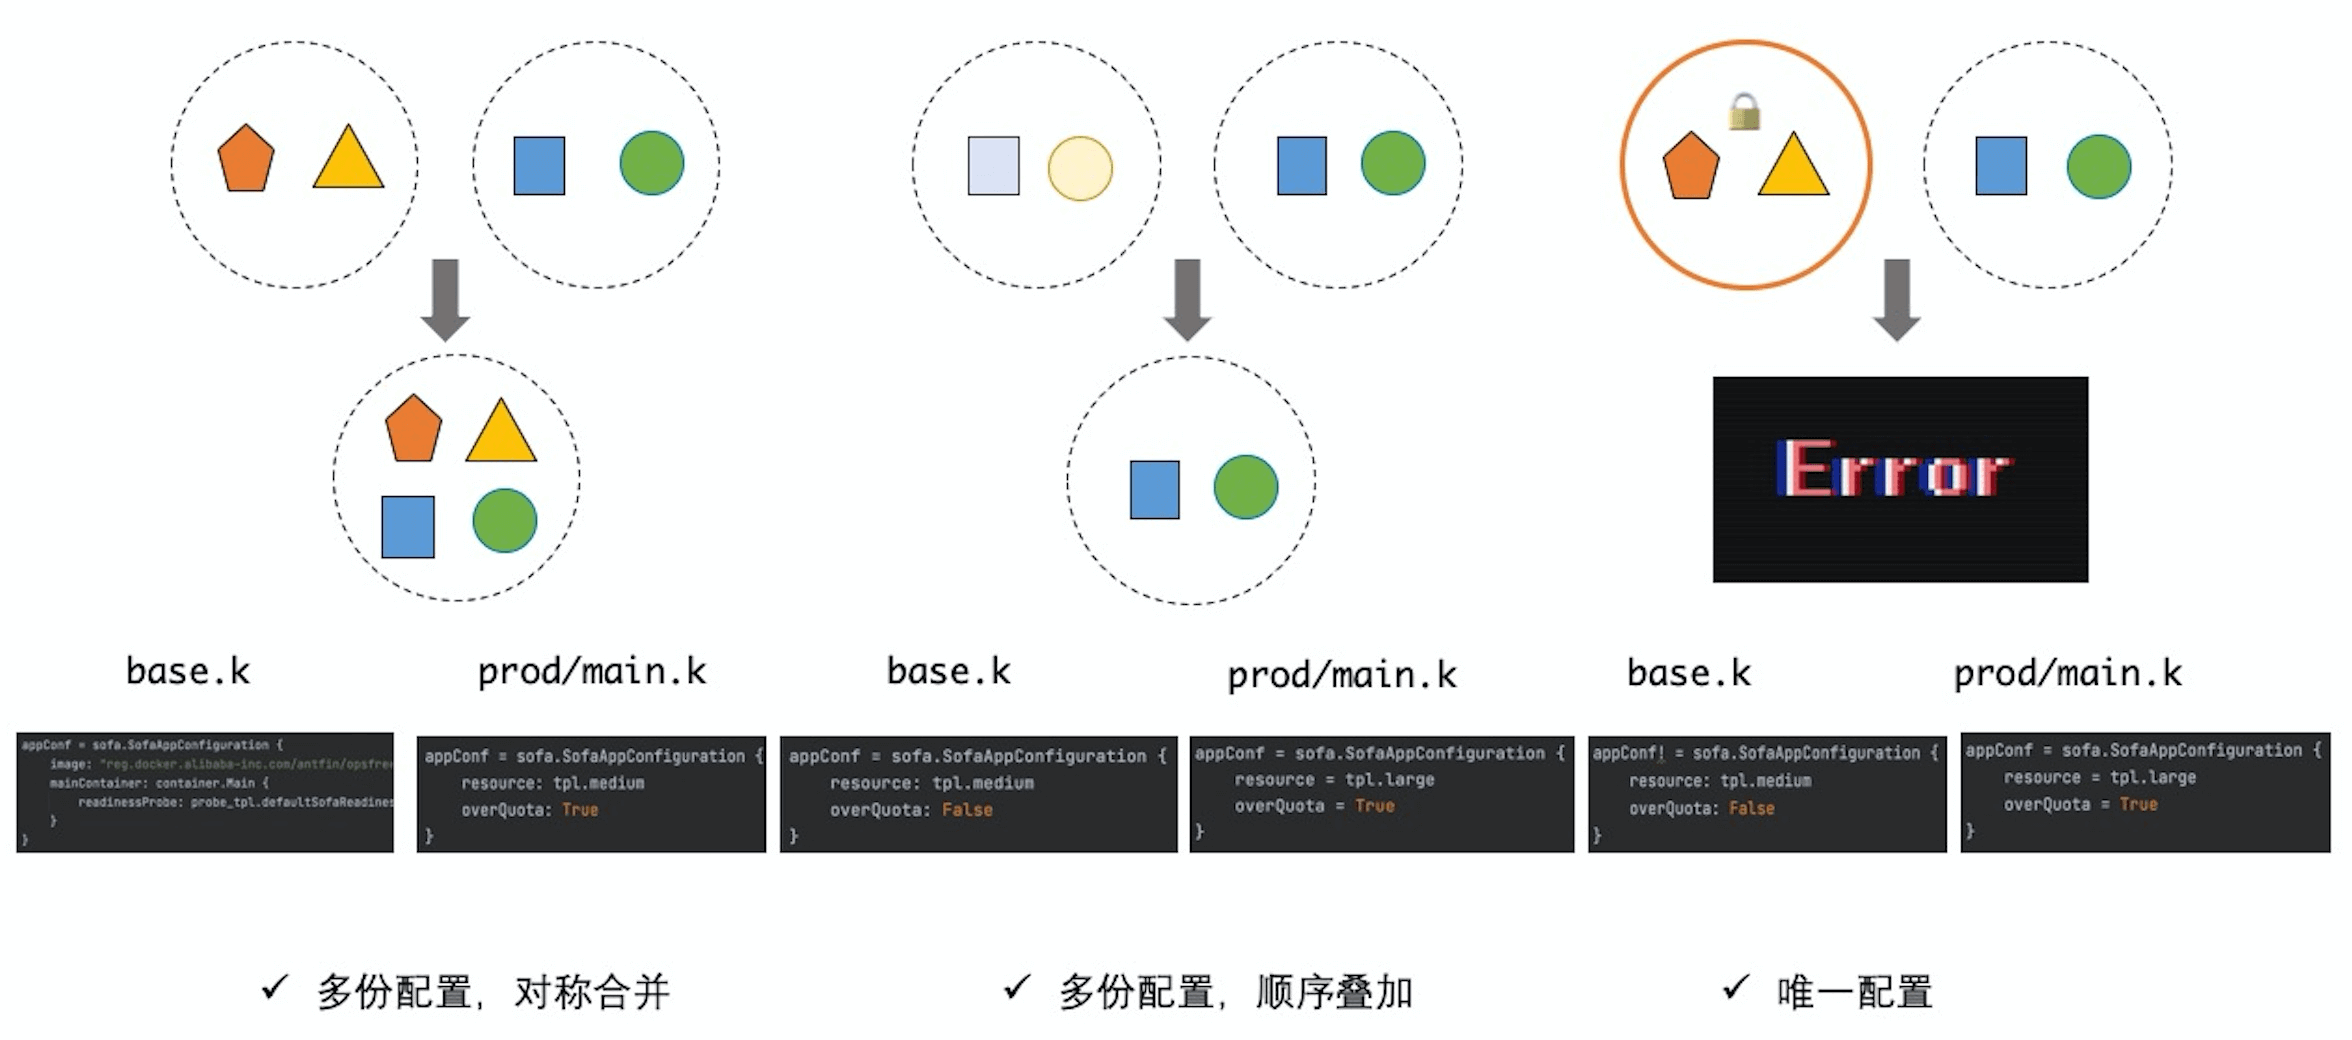 Error
base.k
prod/main.k
base.k
prod/main.k
base.k
prod/main.k
appConf = sofa.SofaAppConfiguration {
image: "reg.docker.alibaba-inc.com/antfin/opsfree
mainContainer: container.Main {
readinessProbe: probe_tpl.defaultSofaReadines
}
}
appConf = sofa.SofaAppConfiguration {
resource: tpl.medium
overQuota: True
}
appConf = sofa.SofaAppConfiguration {
resource: tpl.medium
overQuota: False
}
appConf = sofa.SofaAppConfiguration {
resource = tpl.large
overQuota = True
}
appConf! = sofa.SofaAppConfiguration {
resource: tpl.medium
overQuota: False
}
appConf = sofa.SofaAppConfiguration {
resource = tpl.large
overQuota = True
}
✓ 多份配置，对称合并
✓ 多份配置，顺序叠加
✓ 唯一配置